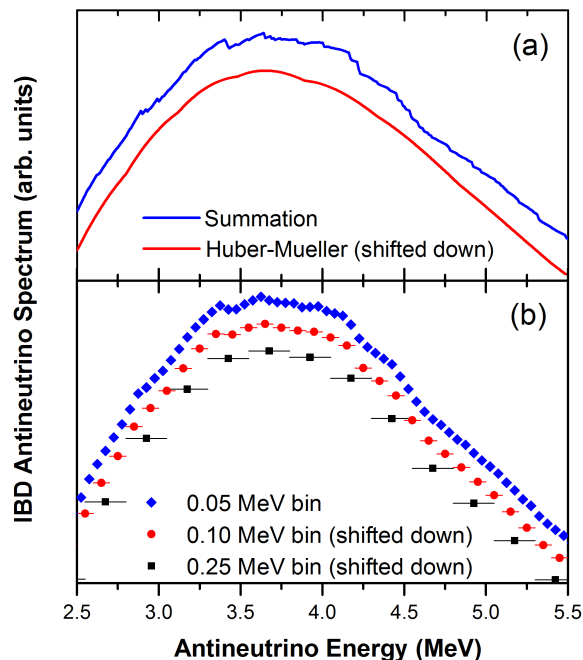 (a)
Summation
Huber-Mueller (shifted down)
(b)
0.05 MeV bin
0.10 MeV bin (shifted down)
0.25 MeV bin (shifted down)
2.5 3.0 3.5 4.0 4.5 5.0 5.5
Antineutrino Energy (MeV)
IBD Antineutrino Spectrum (arb. units)